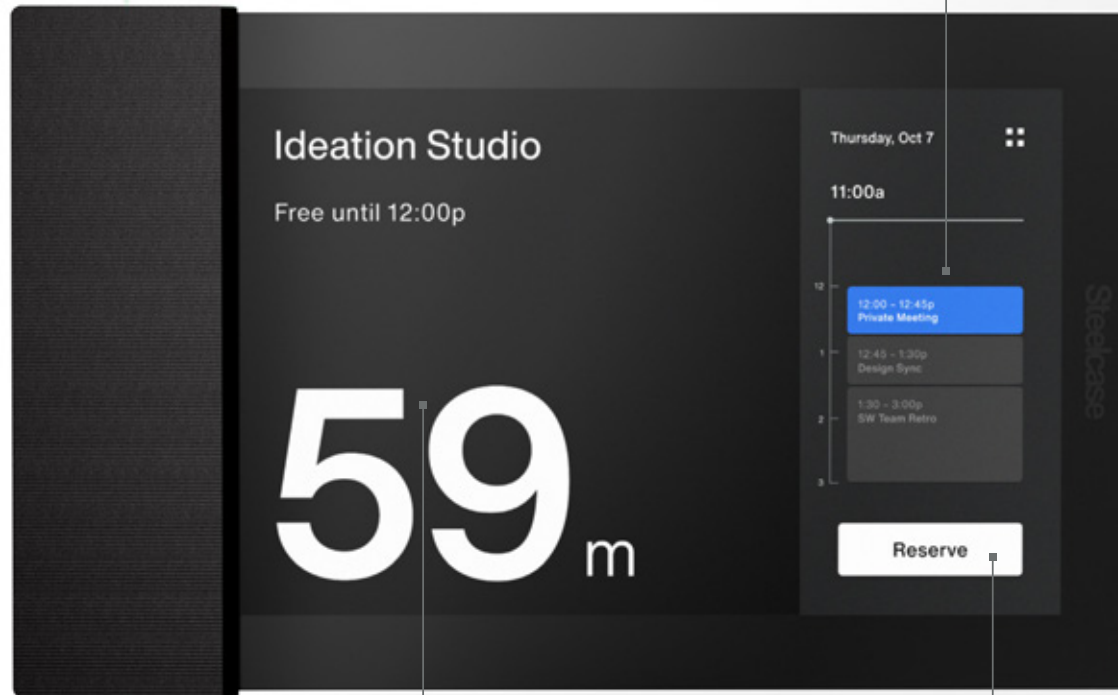 Ideation Studio
Free until 12:00p
59 m
Thursday, Oct 7
11:00a
12
12:00 – 12:45p
Private Meeting
1
12:45 – 1:30p
Design Sync
1:30 – 3:00p
2
SW Team Retro
3
Reserve
Steelcase